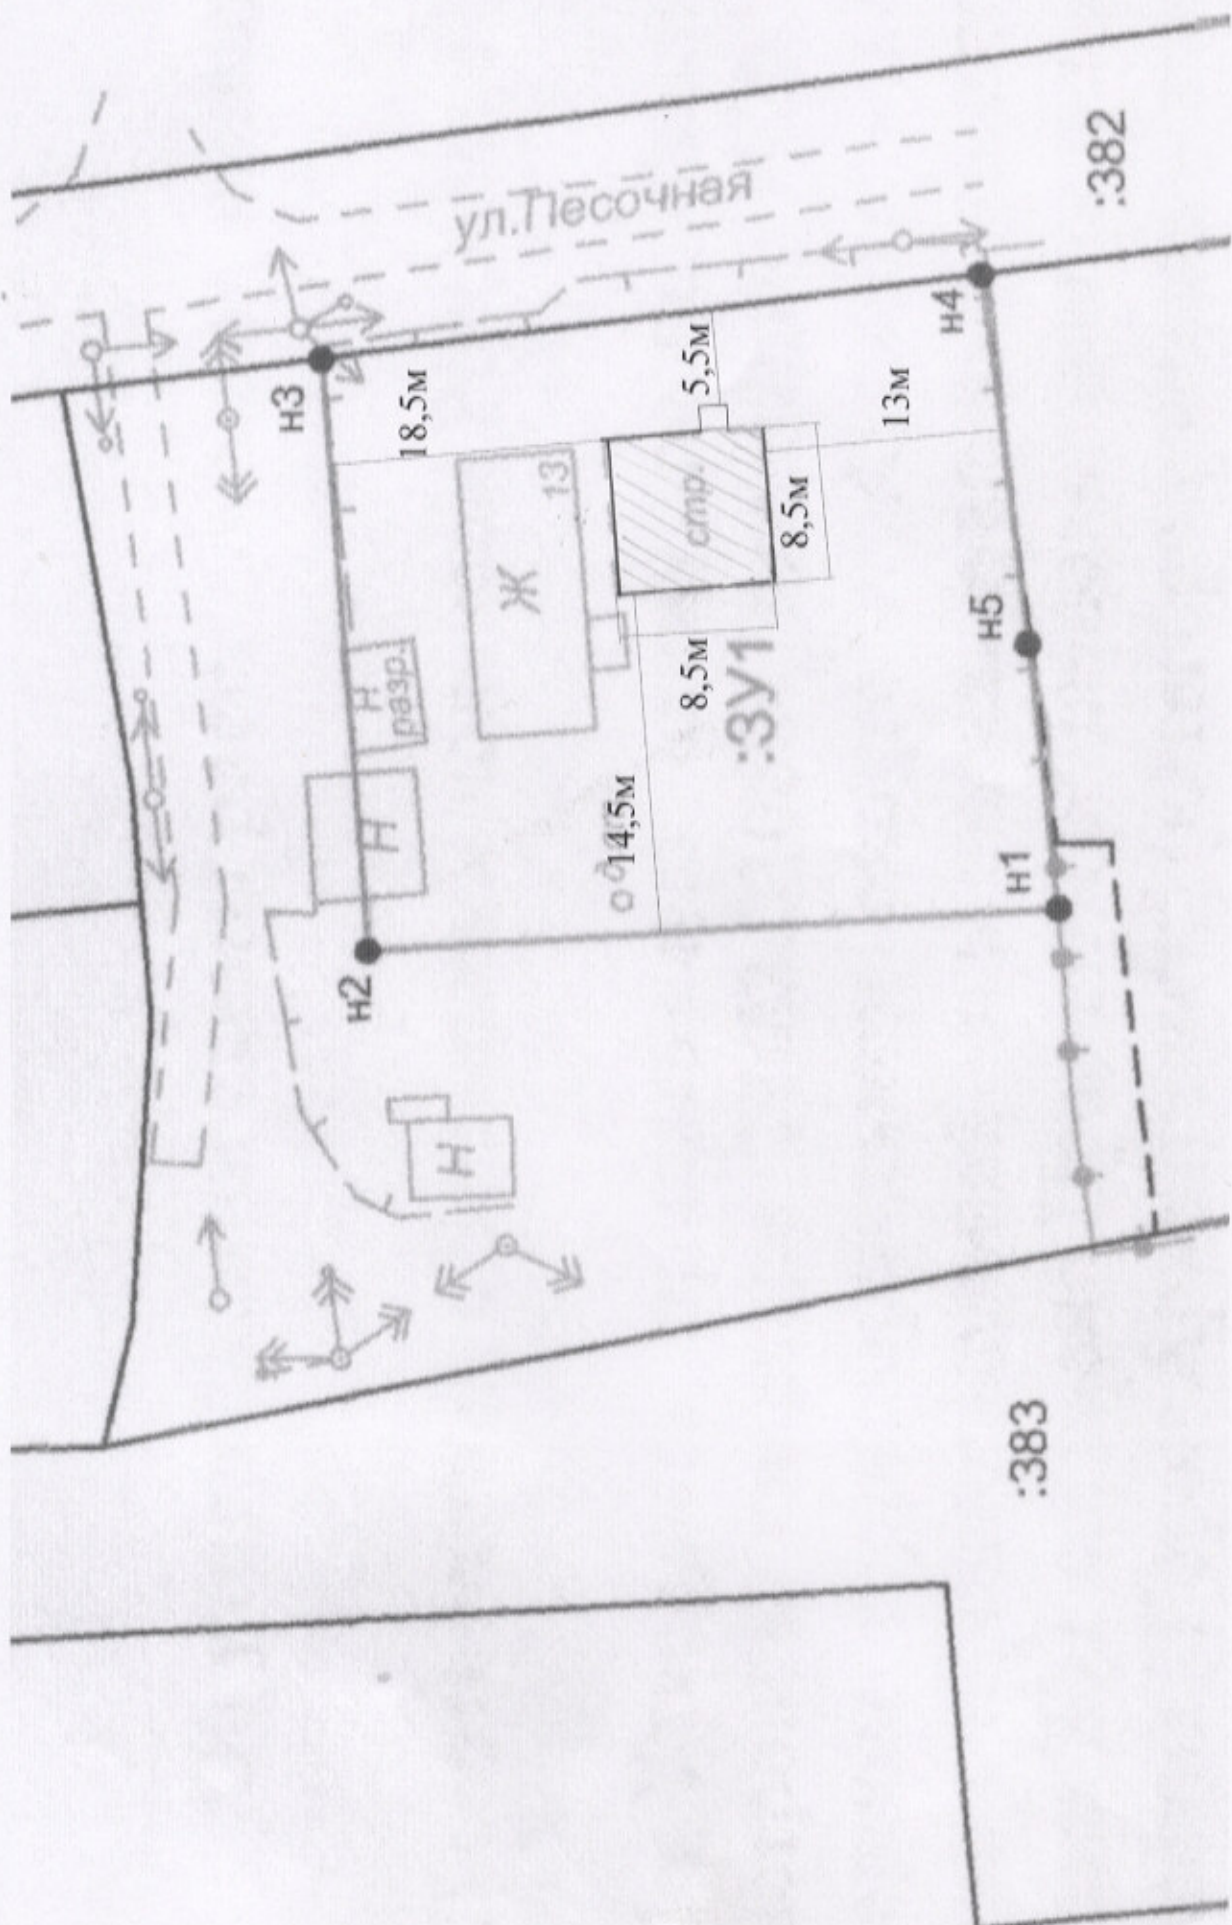 :382
ул.Песочная
н3
н4
18,5м
5,5м
13м
13
Ж
стр.
8,5м
н5
Н
разр.
8,5м
:ЗУ1
Н
14,5м
н1
н2
Н
:383